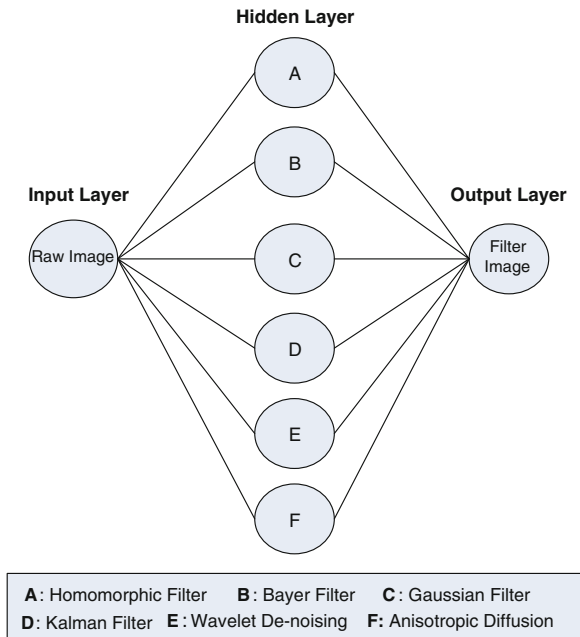 Hidden Layer
A
B
Input Layer
Output Layer
Raw Image
C
Filter
Image
D
E
F
A: Homomorphic Filter B: Bayer Filter C: Gaussian Filter
D: Kalman Filter E: Wavelet De-noising F: Anisotropic Diffusion